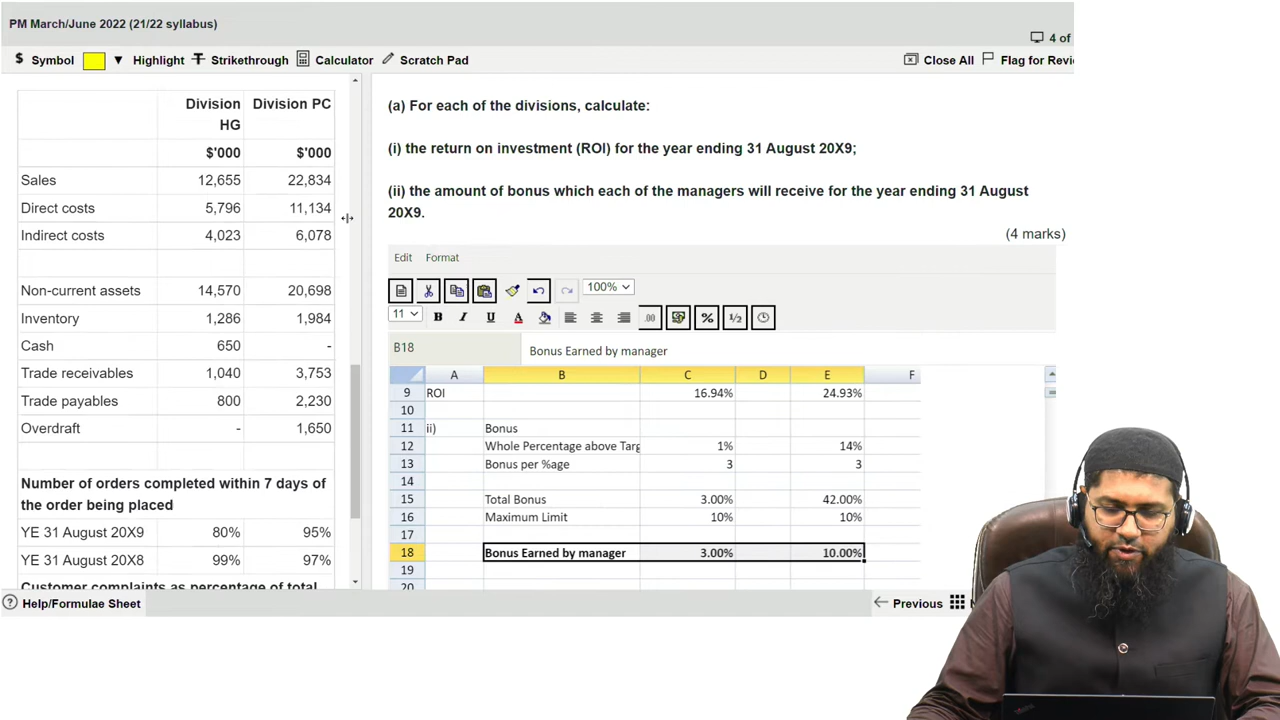 PM March/June 2022 (21/22 syllabus)
4 of
$ Symbol Highlight Strikethrough Calculator Scratch Pad Close All Flag for Revi
Division HG Division PC
$'000 $'000
Sales 12,655 22,834
Direct costs 5,796 11,134
Indirect costs 4,023 6,078
Non-current assets 14,570 20,698
Inventory 1,286 1,984
Cash 650 -
Trade receivables 1,040 3,753
Trade payables 800 2,230
Overdraft - 1,650
Number of orders completed within 7 days of
the order being placed
YE 31 August 20X9 80% 95%
YE 31 August 20X8 99% 97%
Customer complaints as percentage of total
(a) For each of the divisions, calculate:
(i) the return on investment (ROI) for the year ending 31 August 20X9;
(ii) the amount of bonus which each of the managers will receive for the year ending 31 August
20X9.
(4 marks)
Edit Format
100%
11 B I U A .00 % 1/2
B18 Bonus Earned by manager
A B C D E F
9 ROI 16.94% 24.93%
10
11 ii) Bonus
12 Whole Percentage above Targ 1% 14%
13 Bonus per %age 3 3
14
15 Total Bonus 3.00% 42.00%
16 Maximum Limit 10% 10%
17
18 Bonus Earned by manager 3.00% 10.00%
19
20
Help/Formulae Sheet Previous N